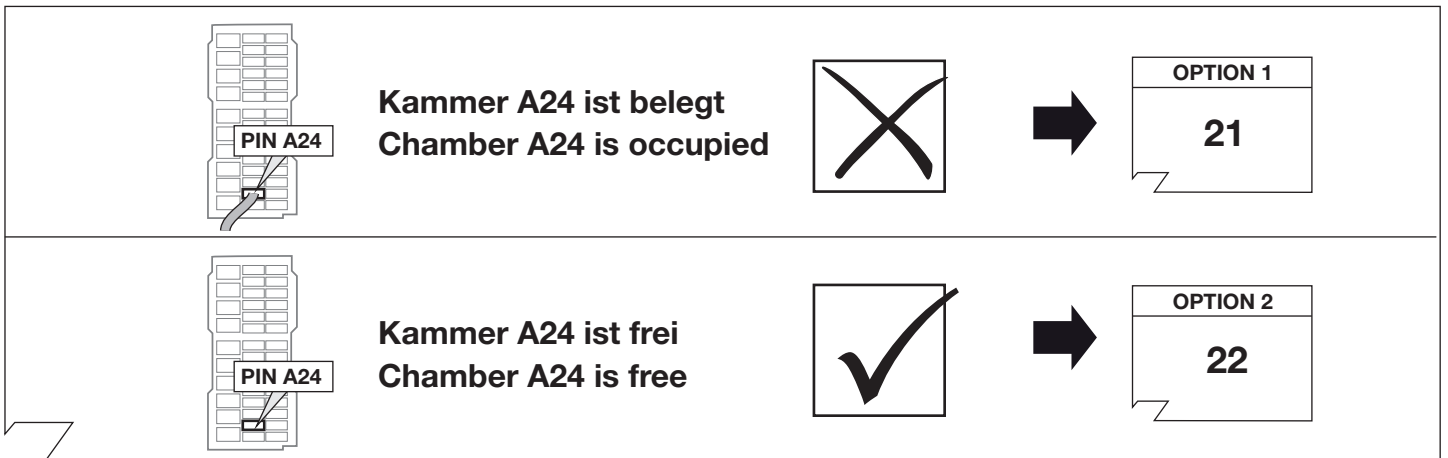 PIN A24
Kammer A24 ist belegt
Chamber A24 is occupied
OPTION 1
21
PIN A24
Kammer A24 ist frei
Chamber A24 is free
OPTION 2
22